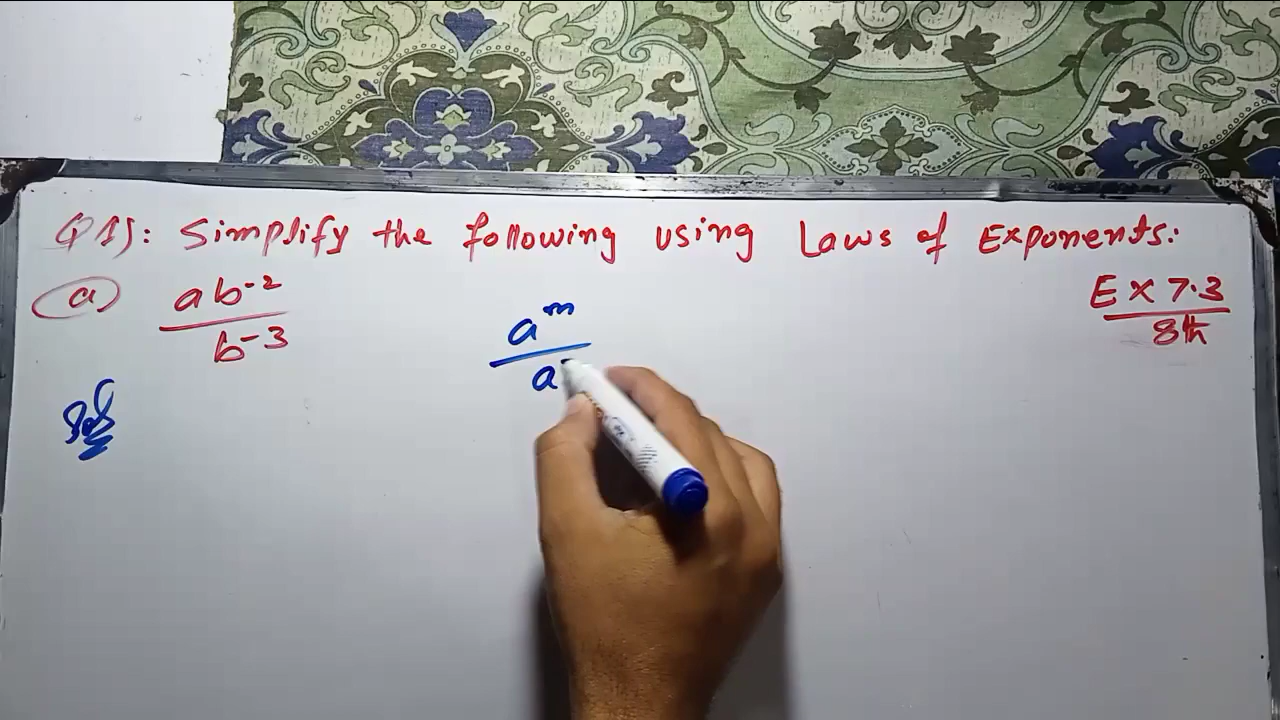 Q1): Simplify the following using Laws of Exponents:
(a) ab⁻²
b⁻³
Ex 7.3
8th
aᵐ
a
Sol